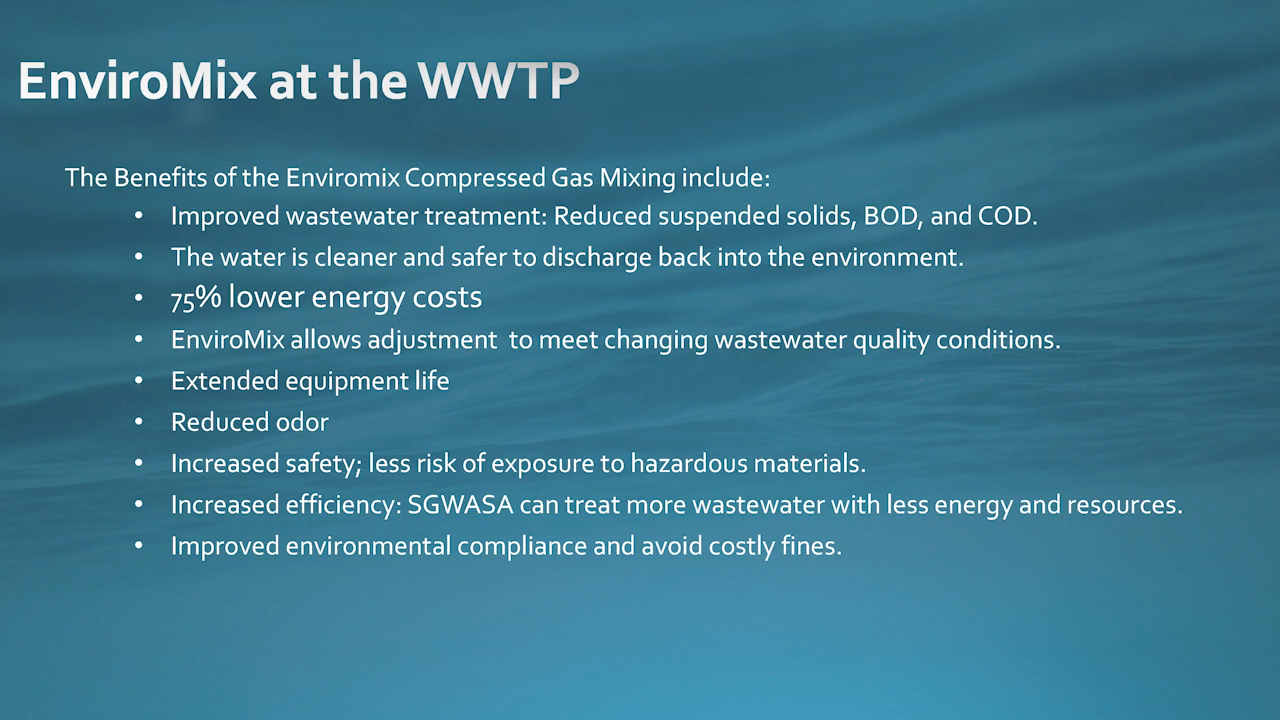 EnviroMix at the WWTP
The Benefits of the Enviromix Compressed Gas Mixing include:
• Improved wastewater treatment: Reduced suspended solids, BOD, and COD.
• The water is cleaner and safer to discharge back into the environment.
• 75% lower energy costs
• EnviroMix allows adjustment  to meet changing wastewater quality conditions.
• Extended equipment life
• Reduced odor
• Increased safety; less risk of exposure to hazardous materials.
• Increased efficiency: SGWASA can treat more wastewater with less energy and resources.
• Improved environmental compliance and avoid costly fines.